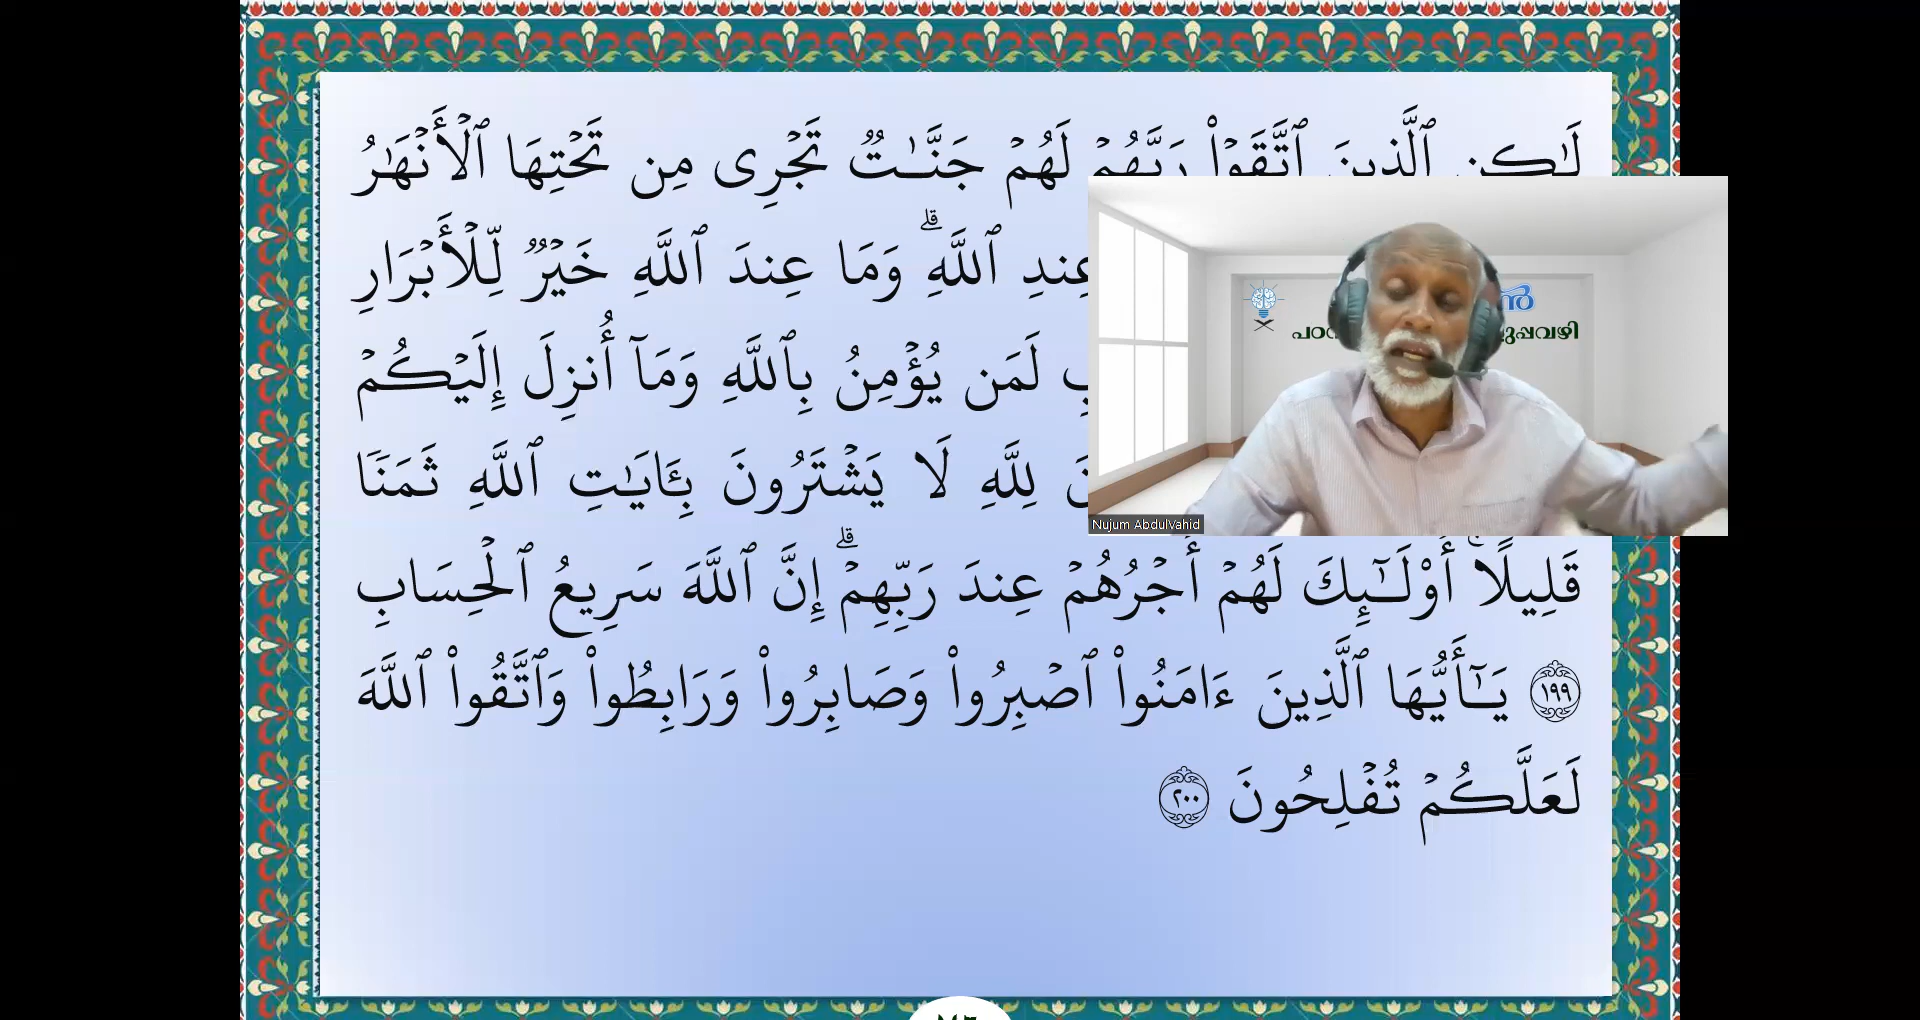 لَٰكِنِ ٱلَّذِينَ ٱتَّقَوۡاْ رَبَّهُمۡ لَهُمۡ جَنَّٰتٞ تَجۡرِي مِن تَحۡتِهَا ٱلۡأَنۡهَٰرُ
عِندِ ٱللَّهِۗ وَمَا عِندَ ٱللَّهِ خَيۡرٞ لِّلۡأَبۡرَارِ
لَمَن يُؤۡمِنُ بِٱللَّهِ وَمَآ أُنزِلَ إِلَيۡكُمۡ
لِلَّهِ لَا يَشۡتَرُونَ بِـَٔايَٰتِ ٱللَّهِ ثَمَنٗا
قَلِيلًاۚ أُوْلَٰٓئِكَ لَهُمۡ أَجۡرُهُمۡ عِندَ رَبِّهِمۡۗ إِنَّ ٱللَّهَ سَرِيعُ ٱلۡحِسَابِ
١٩٩ يَٰٓأَيُّهَا ٱلَّذِينَ ءَامَنُواْ ٱصۡبِرُواْ وَصَابِرُواْ وَرَابِطُواْ وَٱتَّقُواْ ٱللَّهَ
لَعَلَّكُمۡ تُفۡلِحُونَ ٢٠٠
Nujum AbdulVahid